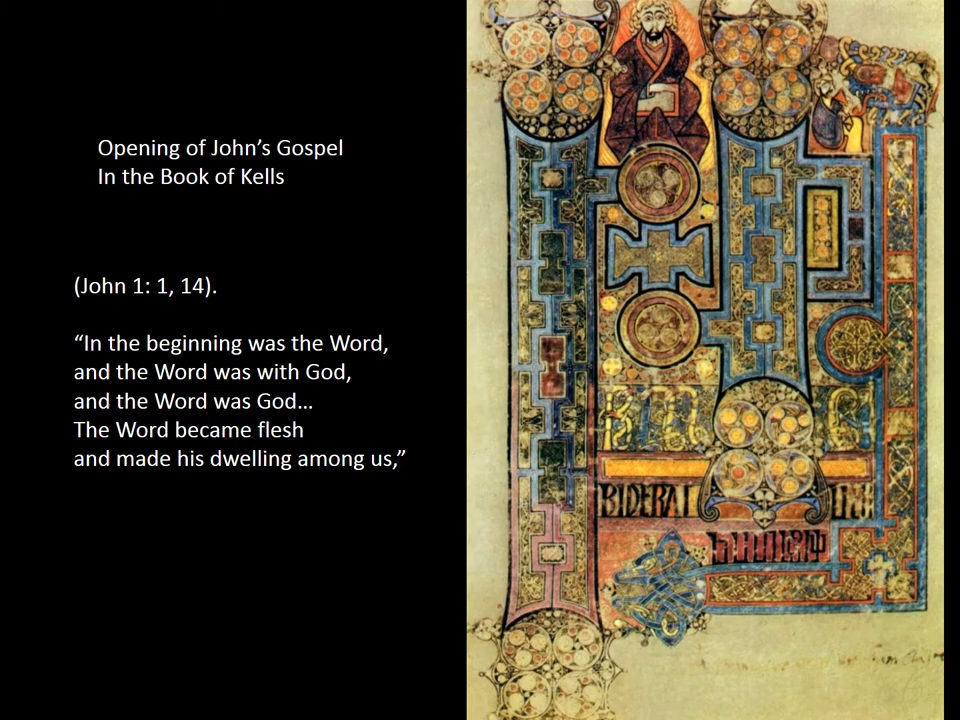 Opening of John’s Gospel
In the Book of Kells
(John 1: 1, 14).
“In the beginning was the Word,
and the Word was with God,
and the Word was God…
The Word became flesh
and made his dwelling among us,”